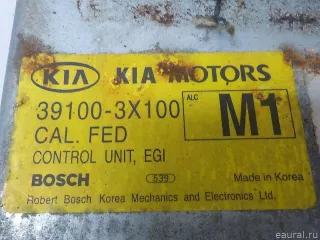 KIA KIA MOTORS
39100-3X100
ALC M1
CAL. FED
CONTROL UNIT, EGI
BOSCH 539 Made in Korea
Robert Bosch Korea Mechanics and Electronics Ltd.
eaural.ru